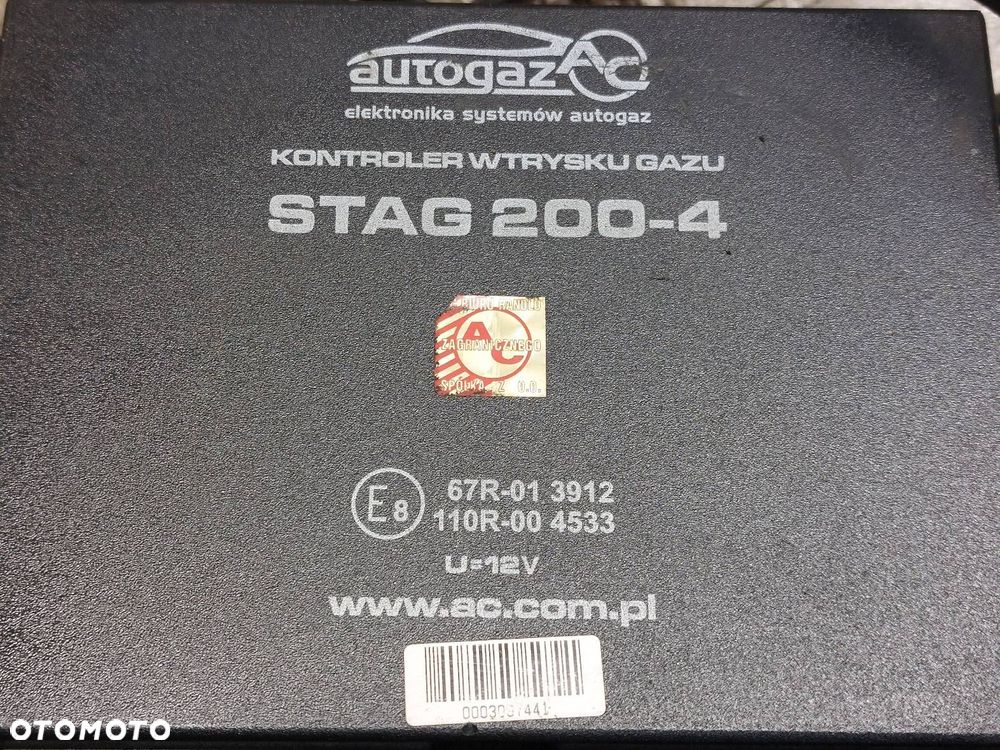 autogaz AC
elektronika systemów autogaz
KONTROLER WTRYSKU GAZU
STAG 200-4
BIURO HANDLU
AC
ZAGRANICZNEGO
SPÓŁKA Z O.O.
E8
67R-01 3912
110R-00 4533
U=12V
www.ac.com.pl
OTOMOTO